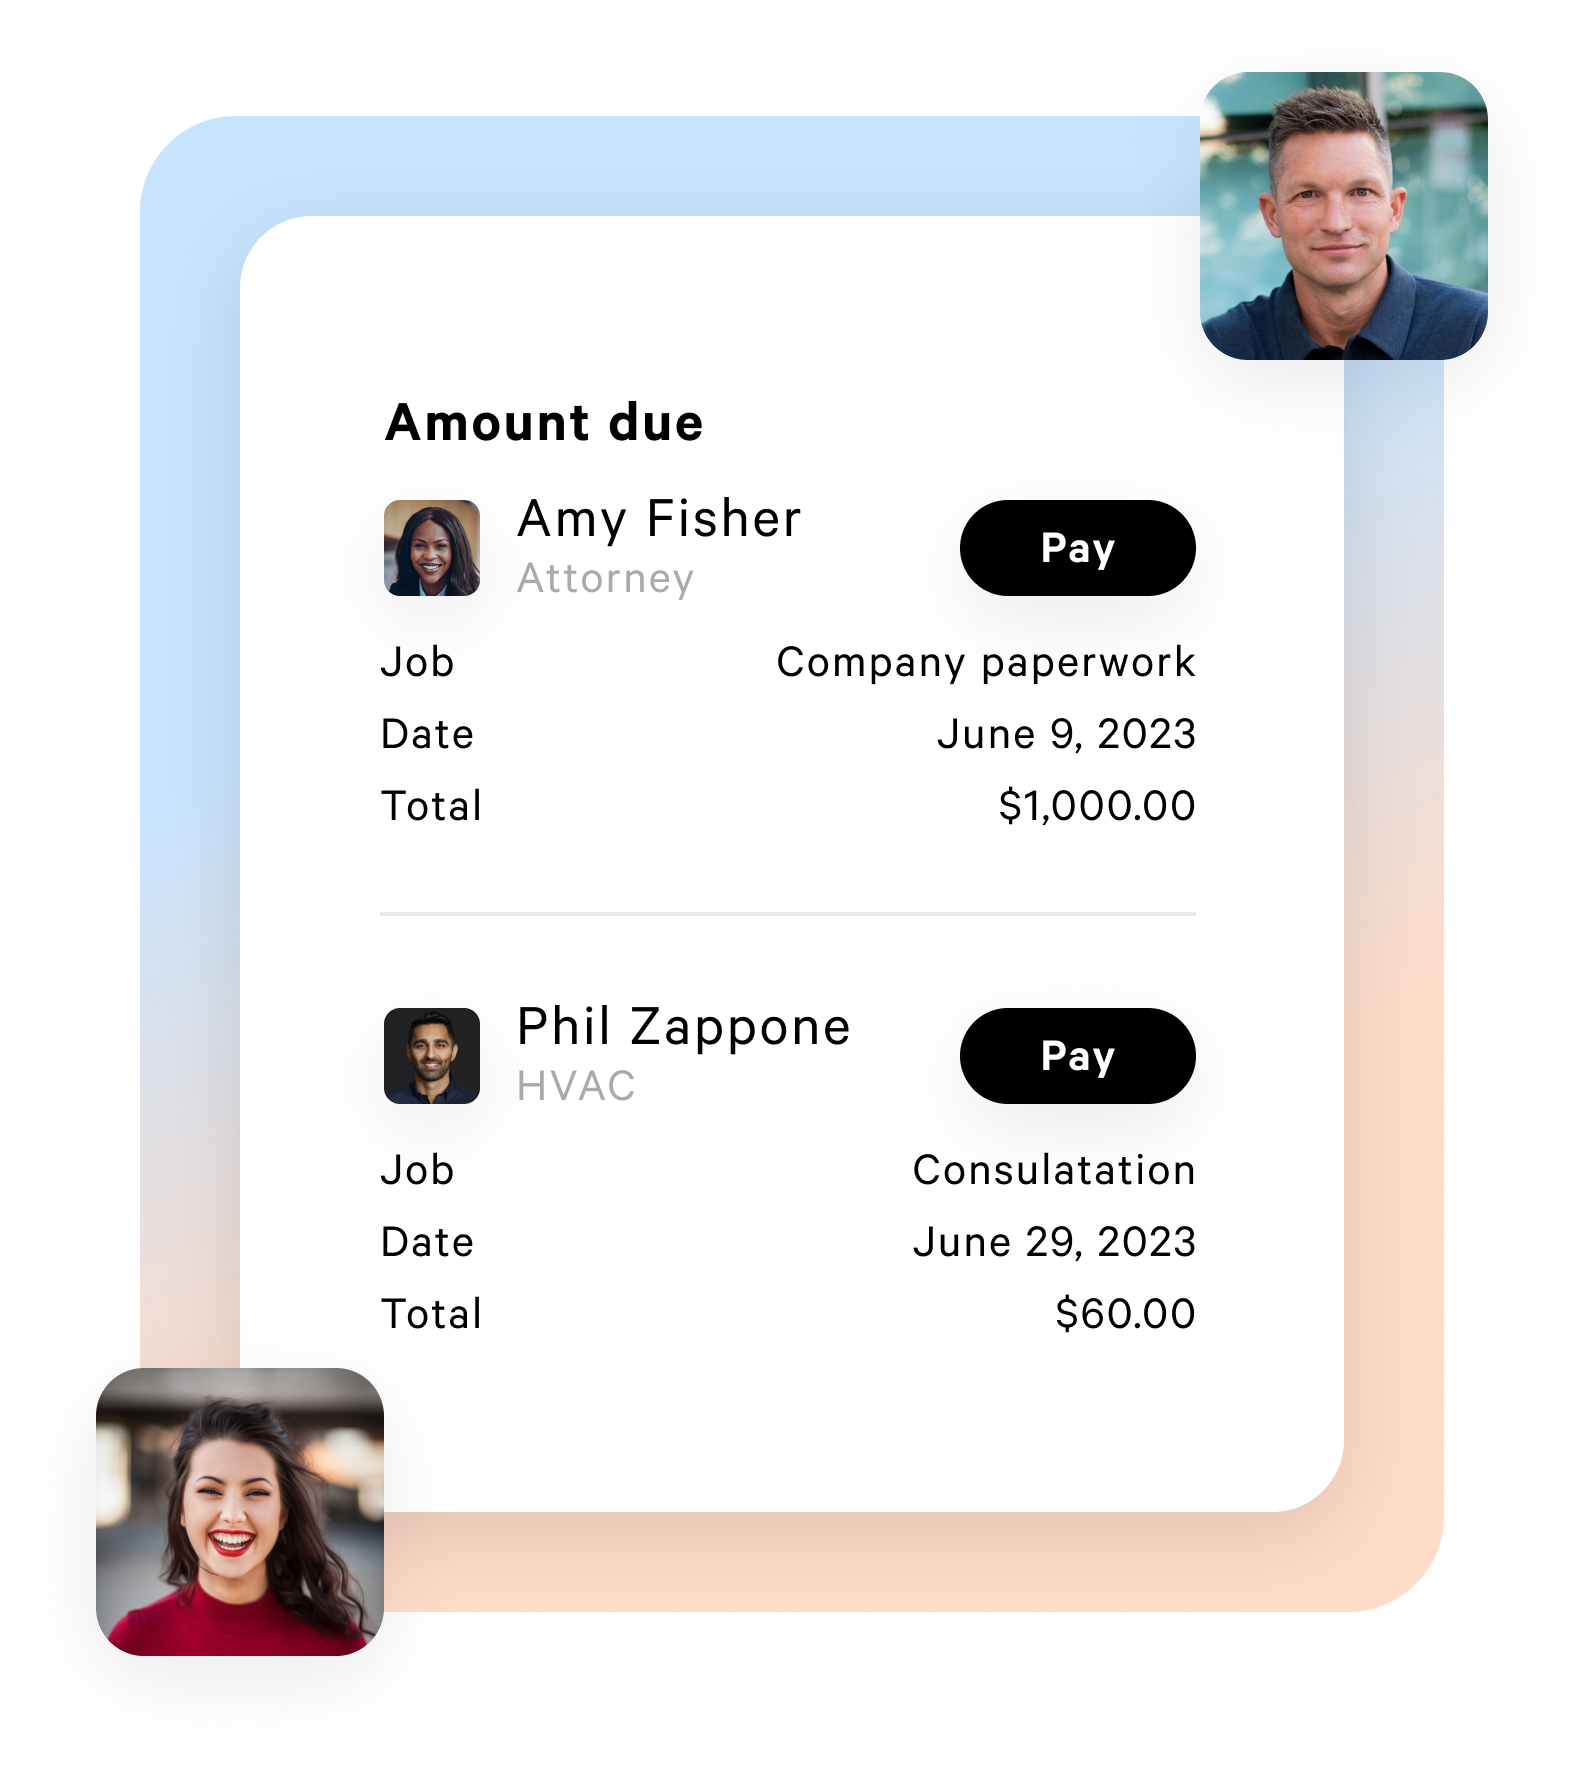 Amount due
Amy Fisher
Attorney
Pay
Job Company paperwork
Date June 9, 2023
Total $1,000.00
Phil Zappone
HVAC
Pay
Job Consulatation
Date June 29, 2023
Total $60.00